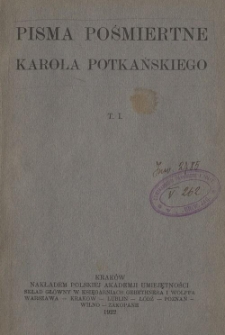 PISMA POŚMIERTNE
KAROLA POTKAŃSKIEGO
T. I.
V 262
KRAKÓW
NAKŁADEM POLSKIEJ AKADEMJI UMIEJĘTNOŚCI
SKŁAD GŁÓWNY W KSIĘGARNIACH GEBETHNERA I WOLFFA
WARSZAWA — KRAKÓW — LUBLIN — ŁÓDŹ — POZNAŃ —
WILNO — ZAKOPANE
1922